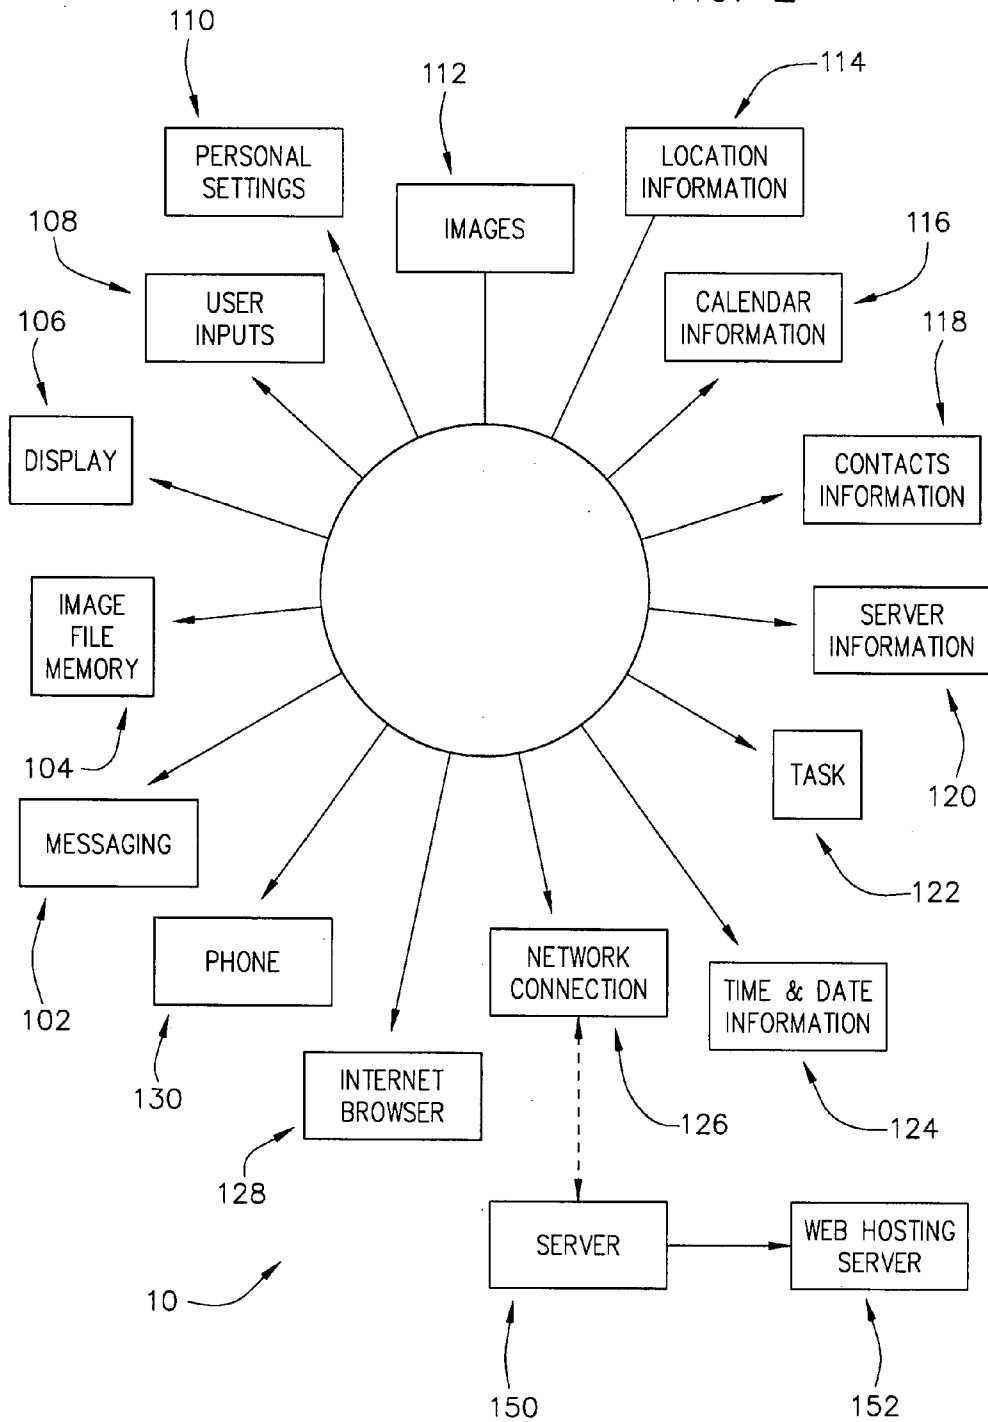 110
112
114
PERSONAL
SETTINGS
IMAGES
LOCATION
INFORMATION
108
116
USER
INPUTS
CALENDAR
INFORMATION
106
118
DISPLAY
CONTACTS
INFORMATION
IMAGE
FILE
MEMORY
SERVER
INFORMATION
104
TASK
120
MESSAGING
122
102
PHONE
NETWORK
CONNECTION
TIME & DATE
INFORMATION
130
INTERNET
BROWSER
126
124
128
SERVER
WEB HOSTING
SERVER
10
150
152